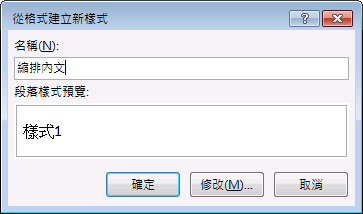 從格式建立新樣式
名稱(N):
縮排內文
段落樣式預覽:
樣式1
確定
修改(M)...
取消